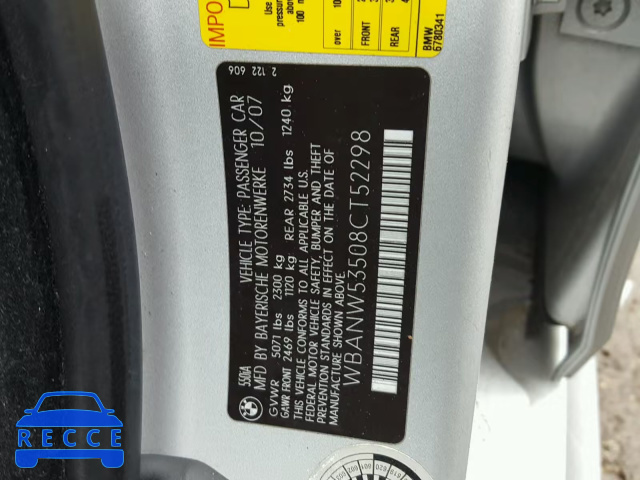 VEHICLE TYPE: PASSENGER CAR
MFD BY BAYERISCHE MOTORENWERKE 10/07
GVWR 5071 lbs 2300 kg
GAWR FRONT 2469 lbs 1120 kg REAR 2734 lbs 1240 kg
THIS VEHICLE CONFORMS TO ALL APPLICABLE U.S.
FEDERAL MOTOR VEHICLE SAFETY, BUMPER AND THEFT
PREVENTION STANDARDS IN EFFECT ON THE DATE OF
MANUFACTURE SHOWN ABOVE.
WBANW53508CT52298
2 122 606
IMPO
pressure
above
100
over
FRONT
REAR
BMW
6780341
RECCE